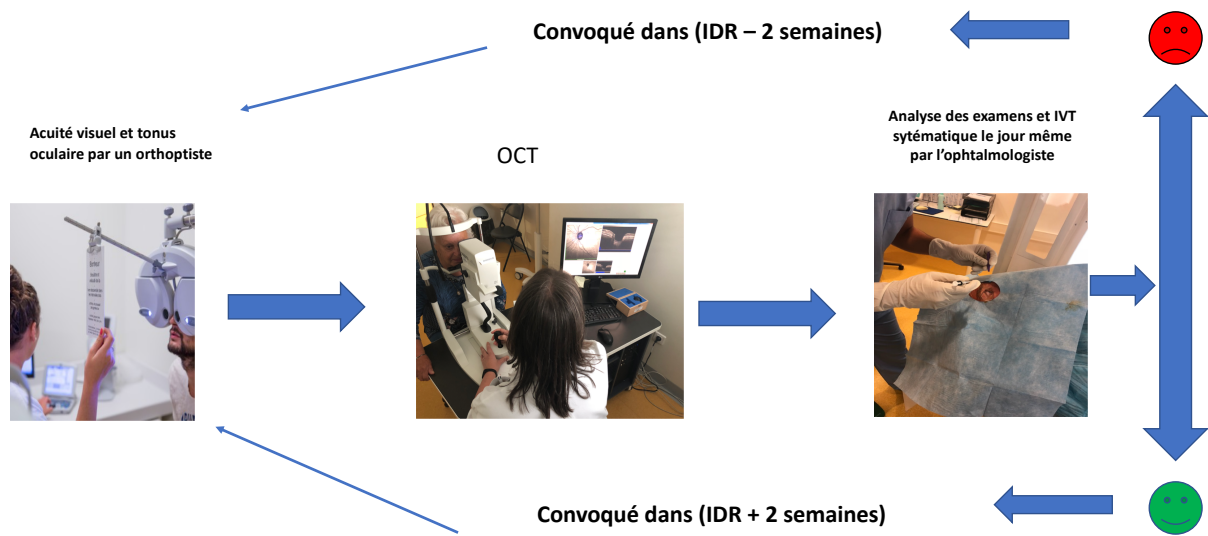 Convoqué dans (IDR – 2 semaines)
Acuité visuel et tonus
oculaire par un orthoptiste
OCT
Analyse des examens et IVT
sytématique le jour même
par l'ophtalmologiste
Convoqué dans (IDR + 2 semaines)